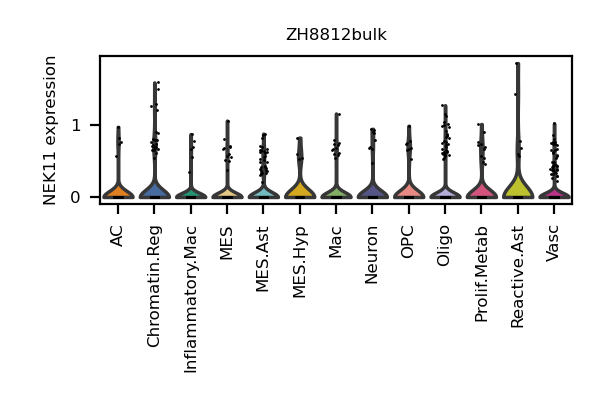 ZH8812bulk
NEK11 expression
1
0
AC
Chromatin.Reg
Inflammatory.Mac
MES
MES.Ast
MES.Hyp
Mac
Neuron
OPC
Oligo
Prolif.Metab
Reactive.Ast
Vasc